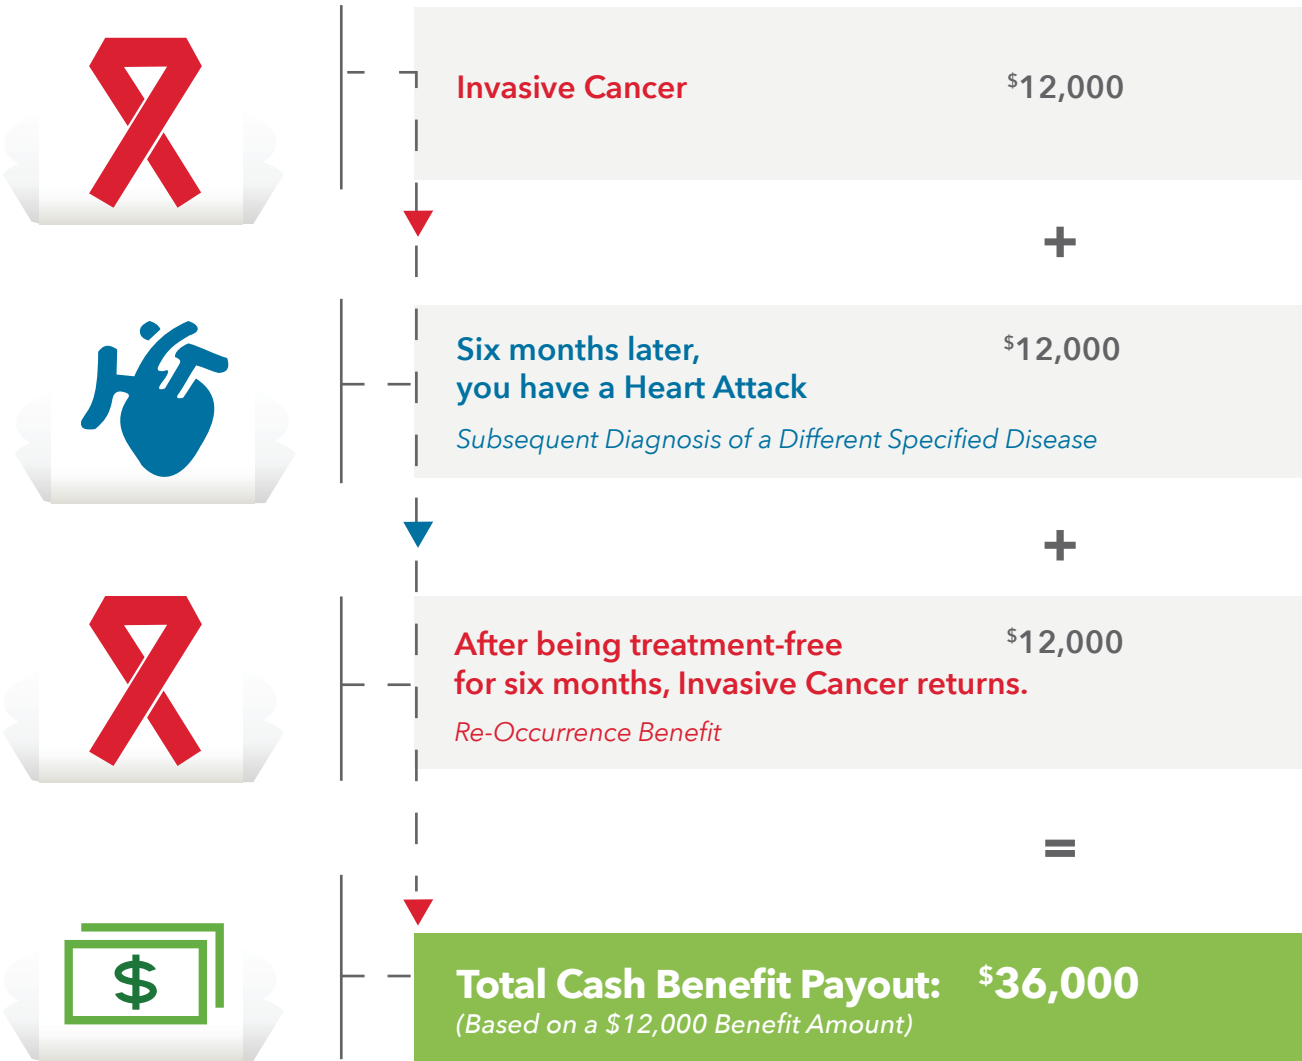 Invasive Cancer $12,000
+
Six months later, $12,000
you have a Heart Attack
Subsequent Diagnosis of a Different Specified Disease
+
After being treatment-free $12,000
for six months, Invasive Cancer returns.
Re-Occurrence Benefit
=
$
Total Cash Benefit Payout: $36,000
(Based on a $12,000 Benefit Amount)